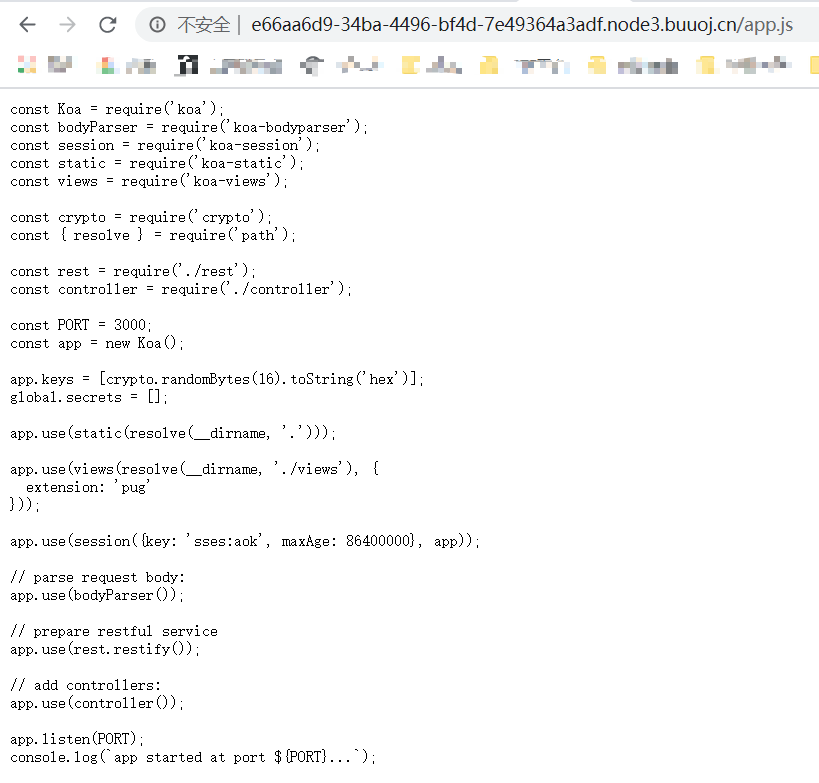 不安全 | e66aa6d9-34ba-4496-bf4d-7e49364a3adf.node3.buuoj.cn/app.js
const Koa = require('koa');
const bodyParser = require('koa-bodyparser');
const session = require('koa-session');
const static = require('koa-static');
const views = require('koa-views');

const crypto = require('crypto');
const { resolve } = require('path');

const rest = require('./rest');
const controller = require('./controller');

const PORT = 3000;
const app = new Koa();

app.keys = [crypto.randomBytes(16).toString('hex')];
global.secrets = [];

app.use(static(resolve(__dirname, '.')));

app.use(views(resolve(__dirname, './views'), {
  extension: 'pug'
}));

app.use(session({key: 'sses:aok', maxAge: 86400000}, app));

// parse request body:
app.use(bodyParser());

// prepare restful service
app.use(rest.restify());

// add controllers:
app.use(controller());

app.listen(PORT);
console.log(`app started at port ${PORT}...`);